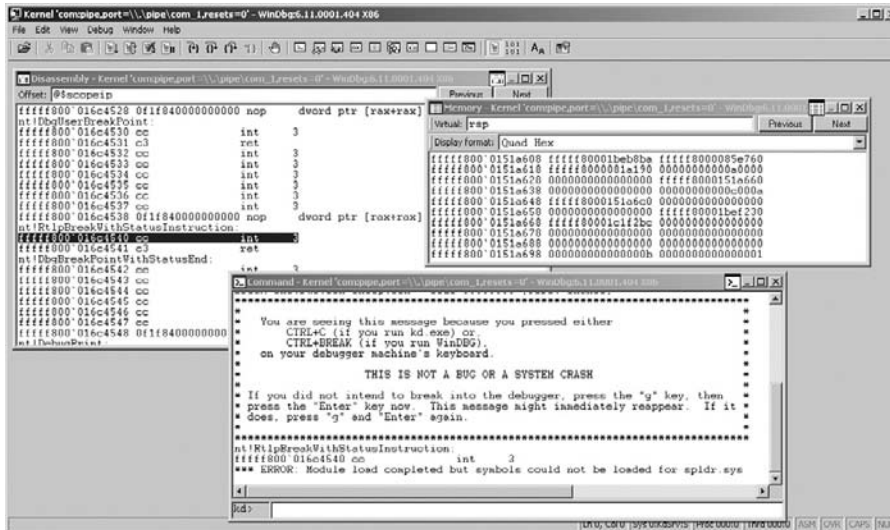 Kernel 'com:pipe,port=\\.\pipe\com_1,resets=0' - WinDbg:6.11.0001.404 X86
File Edit View Debug Window Help
Disassembly - Kernel 'com:pipe,port=\\.\pipe\com_1,resets=0' - WinDbg:6.11.0001.404 X86
Offset: @$scopeip
Previous Next
fffff800`016c4528 0f1f840000000000 nop dword ptr [rax+rax]
nt!DbgUserBreakPoint:
fffff800`016c4530 cc int 3
fffff800`016c4531 c3 ret
fffff800`016c4532 cc int 3
fffff800`016c4533 cc int 3
fffff800`016c4534 cc int 3
fffff800`016c4535 cc int 3
fffff800`016c4536 cc int 3
fffff800`016c4537 cc int 3
fffff800`016c4538 0f1f840000000000 nop dword ptr [rax+rax]
nt!RtlpBreakWithStatusInstruction:
fffff800`016c4540 cc int 3
fffff800`016c4541 c3 ret
nt!DbgBreakPointWithStatusEnd:
fffff800`016c4542 cc int 3
fffff800`016c4543 cc
fffff800`016c4544 cc
fffff800`016c4545 cc
fffff800`016c4546 cc
fffff800`016c4547 cc
fffff800`016c4548 0f1f8400000000
nt!DebugPrint:
Memory - Kernel 'com:pipe,port=\\.\pipe\com_1,resets=0' - WinDbg:6.11.0001
Virtual: rsp
Previous Next
Display format: Quad Hex
fffff800`0151a608 fffff80001beb8ba fffff8000085e760
fffff800`0151a618 fffff8000081a190 00000000000a0000
fffff800`0151a628 0000000000000000 fffff8000151a660
fffff800`0151a638 0000000000000000 00000000000c000a
fffff800`0151a648 fffff8000151a6c0 0000000000000000
fffff800`0151a658 0000000000000000 fffff80001bef230
fffff800`0151a668 fffff80001c1f2bc 0000000000000000
fffff800`0151a678 0000000000000000 0000000000000000
fffff800`0151a688 0000000000000000 0000000000000000
fffff800`0151a698 000000000000000b 0000000000000001
Command - Kernel 'com:pipe,port=\\.\pipe\com_1,resets=0' - WinDbg:6.11.0001.404 X86
* You are seeing this message because you pressed either *
* CTRL+C (if you run kd.exe) or, *
* CTRL+BREAK (if you run WinDBG), *
* on your debugger machine's keyboard. *
* THIS IS NOT A BUG OR A SYSTEM CRASH *
* If you did not intend to break into the debugger, press the "g" key, then *
* press the "Enter" key now. This message might immediately reappear. If it *
* does, press "g" and "Enter" again. *
nt!RtlpBreakWithStatusInstruction:
fffff800`016c4540 cc int 3
*** ERROR: Module load completed but symbols could not be loaded for spldr.sys
kd>
Ln 0, Col 0 Sys 0:KdSrv:S Proc 000:0 Thrd 000:0 ASM OVR CAPS